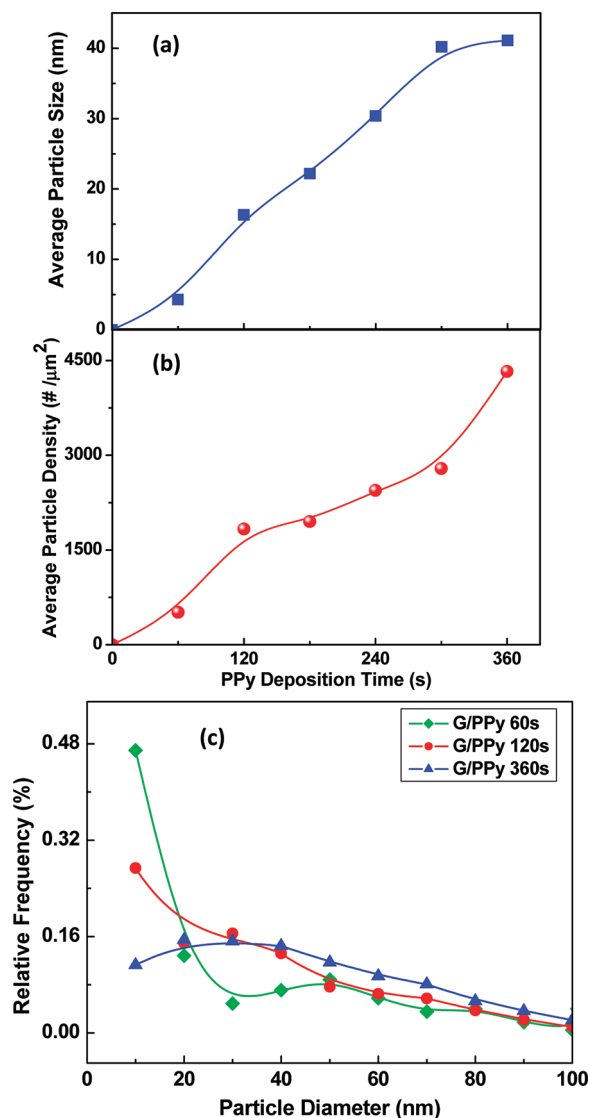 (a)
Average Particle Size (nm)
40
30
20
10
0
(b)
Average Particle Density (# /μm²)
4500
3000
1500
0
0 120 240 360
PPy Deposition Time (s)
(c)
G/PPy 60s
G/PPy 120s
G/PPy 360s
Relative Frequency (%)
0.48
0.32
0.16
0.00
0 20 40 60 80 100
Particle Diameter (nm)